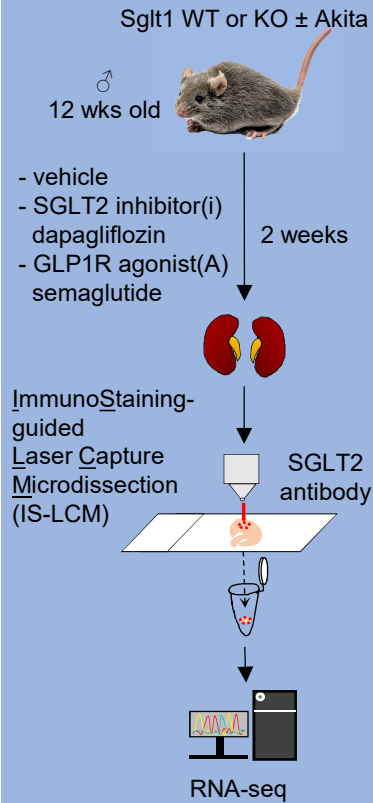 Sglt1 WT or KO ± Akita
♂
12 wks old
- vehicle
- SGLT2 inhibitor(i)
dapagliflozin
- GLP1R agonist(A)
semaglutide
2 weeks
ImmunoStaining-
guided
Laser Capture
Microdissection
(IS-LCM)
SGLT2
antibody
RNA-seq